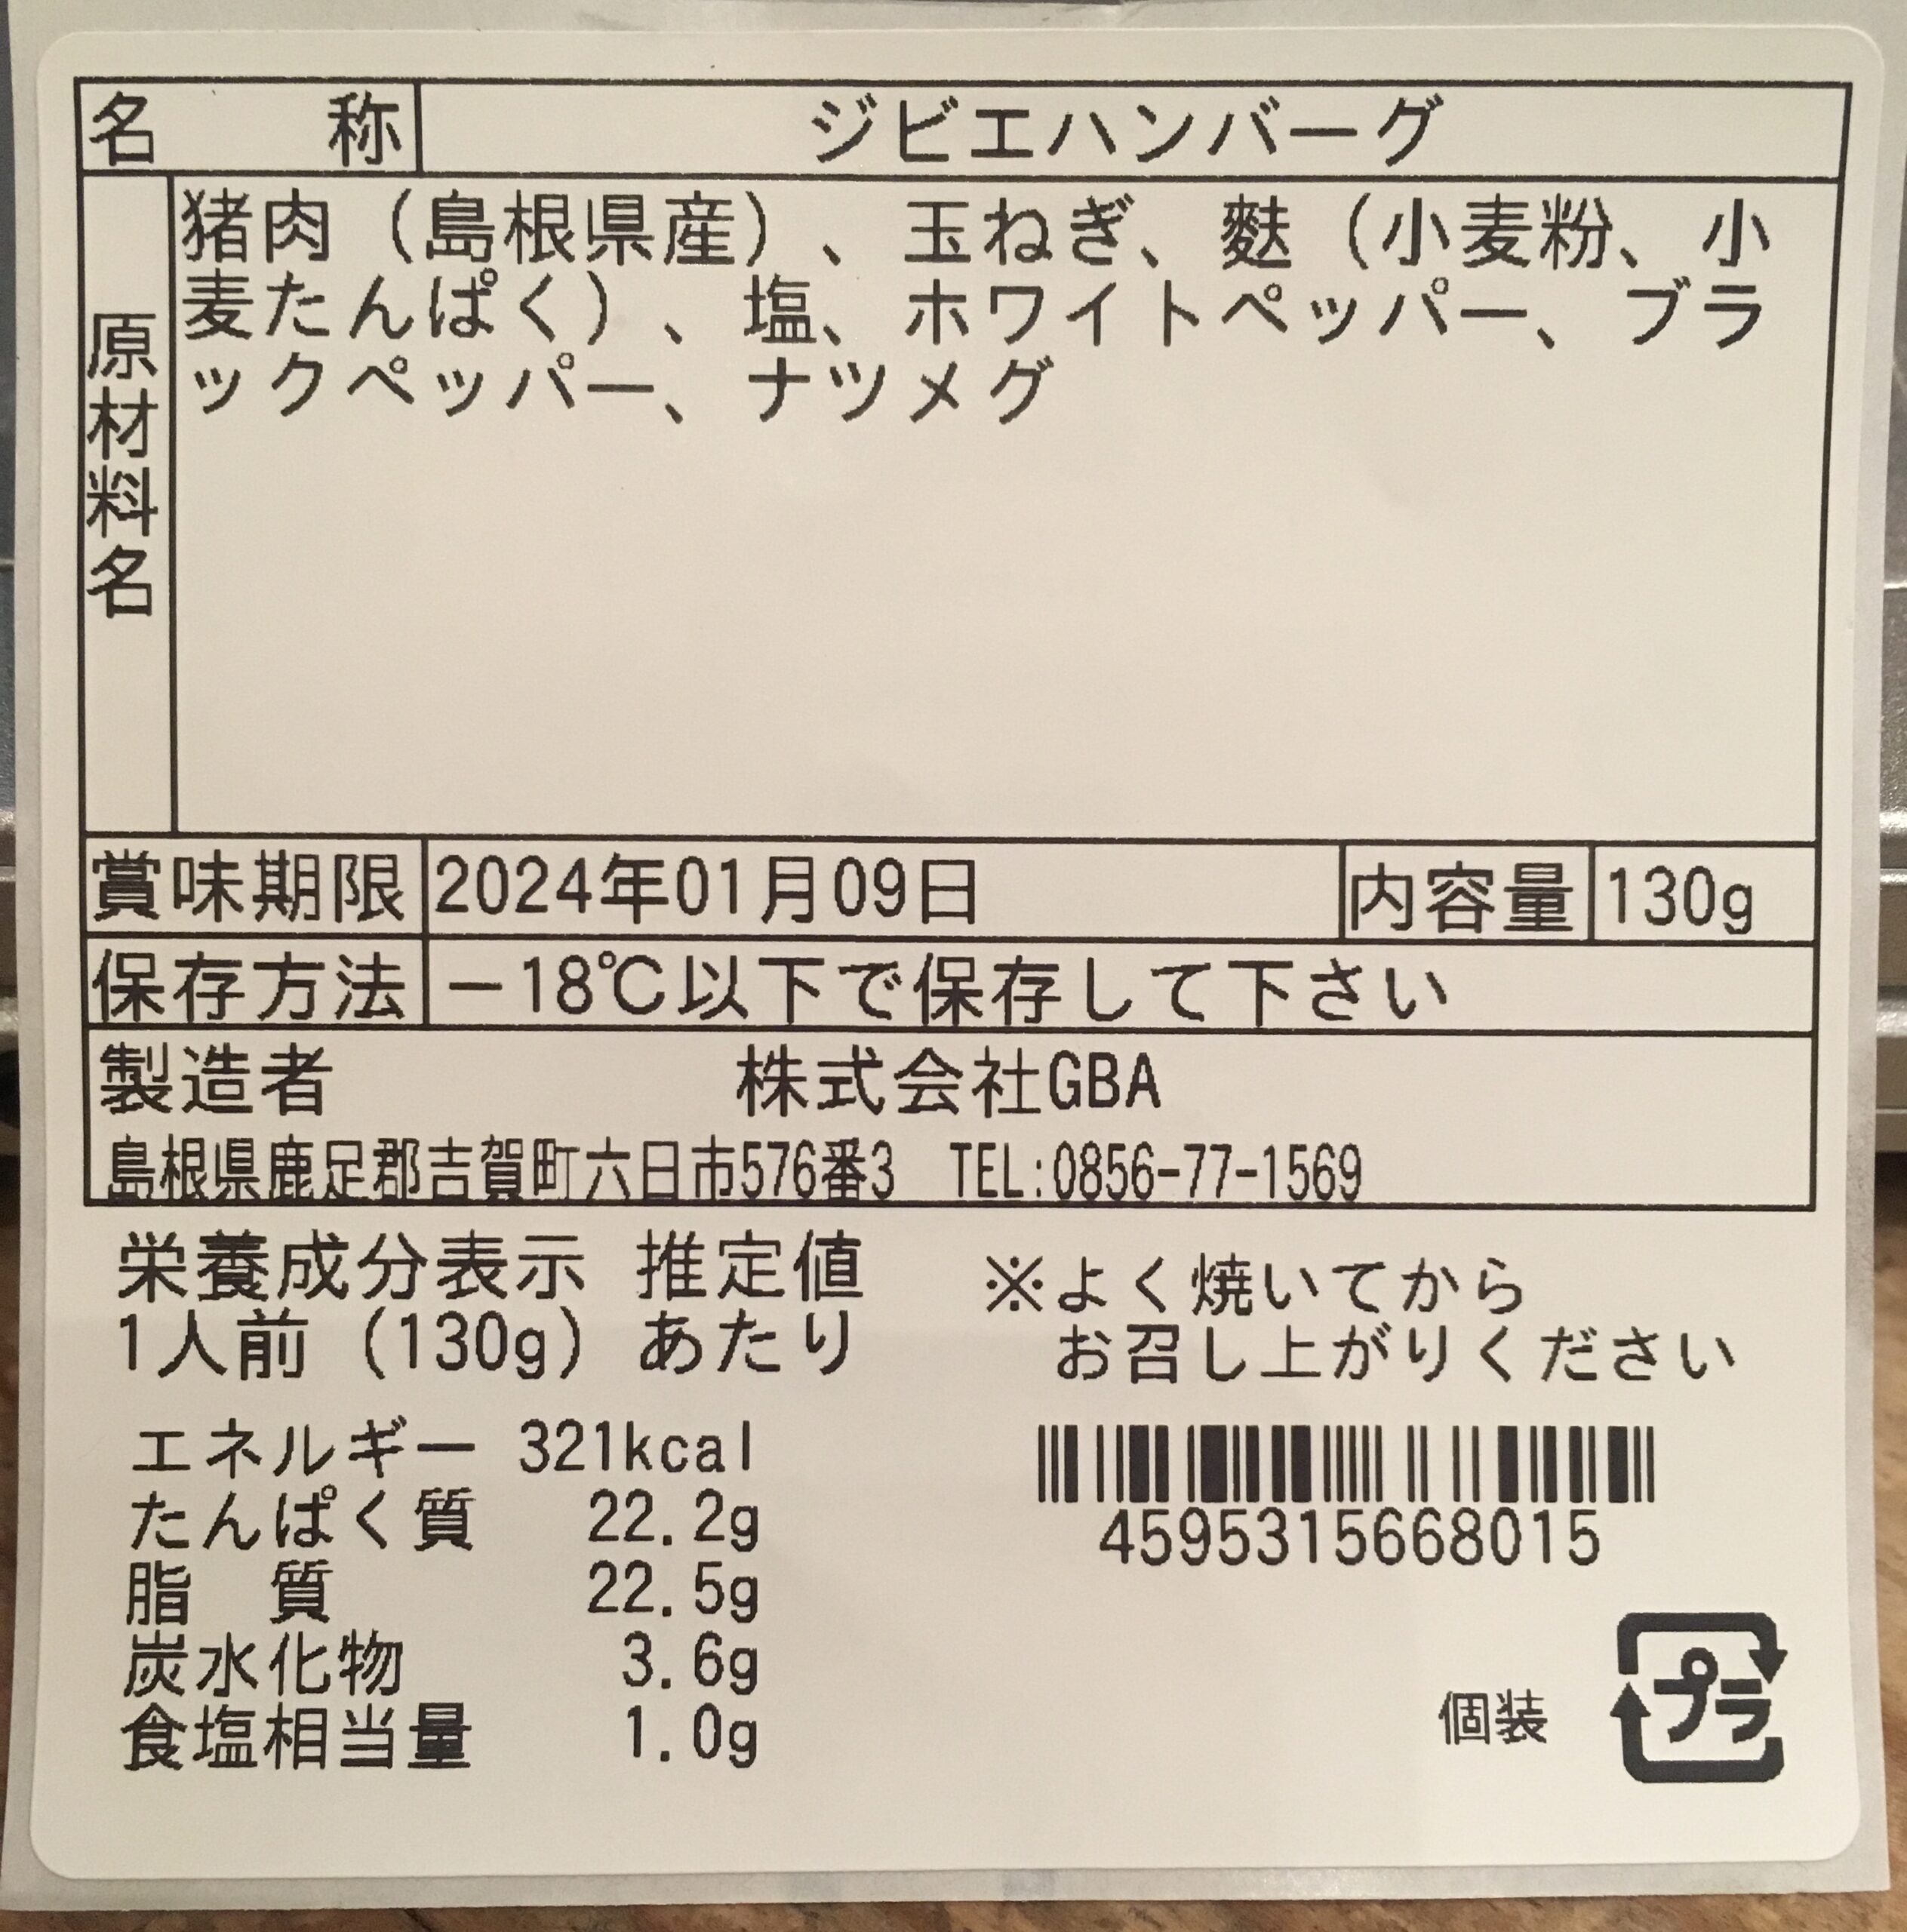 名　称 ジビエハンバーグ
原材料名
猪肉（島根県産）、玉ねぎ、麩（小麦粉、小
麦たんぱく）、塩、ホワイトペッパー、ブラ
ックペッパー、ナツメグ
賞味期限 2024年01月09日 内容量 130g
保存方法 －18℃以下で保存して下さい
製造者 株式会社GBA
島根県鹿足郡吉賀町六日市576番3 TEL:0856-77-1569
栄養成分表示 推定値
1人前（130g）あたり
エネルギー 321kcal
たんぱく質 22.2g
脂　質 22.5g
炭水化物 3.6g
食塩相当量 1.0g
※よく焼いてから
お召し上がりください
4595315668015
個装 プラ